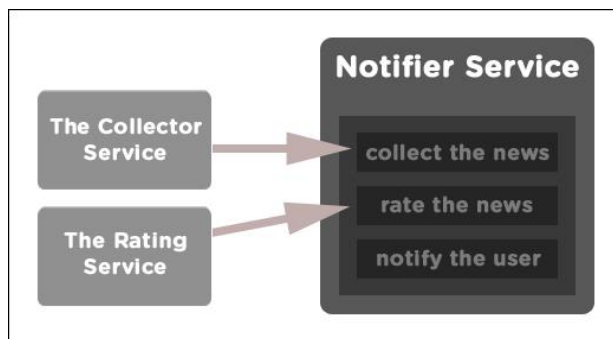 Notifier Service
The Collector
Service
collect the news
rate the news
The Rating
Service
notify the user